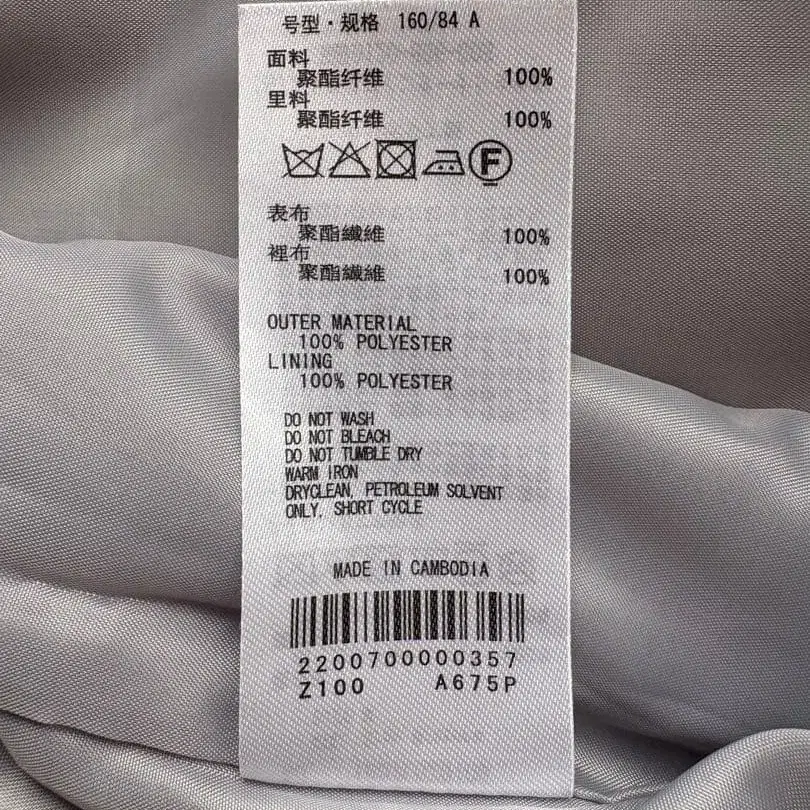 号型·规格 160/84 A
面料
聚酯纤维 100%
里料
聚酯纤维 100%
F
表布
聚酯纖維 100%
裡布
聚酯纖維 100%
OUTER MATERIAL
100% POLYESTER
LINING
100% POLYESTER
DO NOT WASH
DO NOT BLEACH
DO NOT TUMBLE DRY
WARM IRON
DRYCLEAN, PETROLEUM SOLVENT
ONLY, SHORT CYCLE
MADE IN CAMBODIA
2200700000357
Z100 A675P